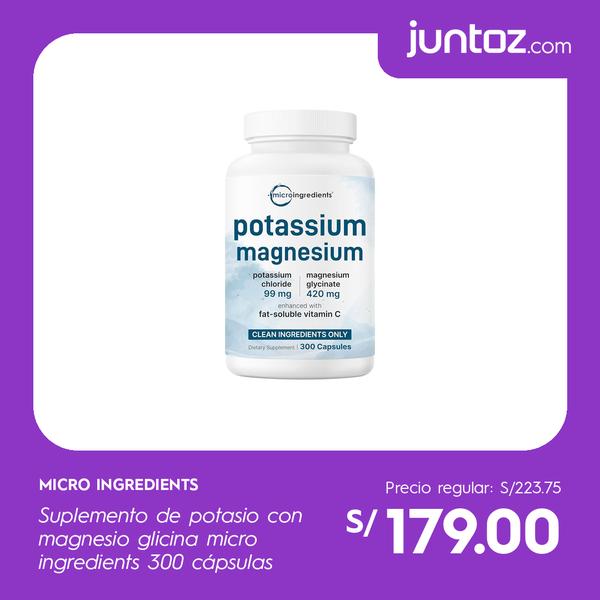 juntoz.com
microingredients
potassium
magnesium
potassium chloride 99 mg
magnesium glycinate 420 mg
enhanced with
fat-soluble vitamin C
CLEAN INGREDIENTS ONLY
Dietary Supplement | 300 Capsules
MICRO INGREDIENTS
Suplemento de potasio con
magnesio glicina micro
ingredients 300 cápsulas
Precio regular: S/223.75
S/179.00